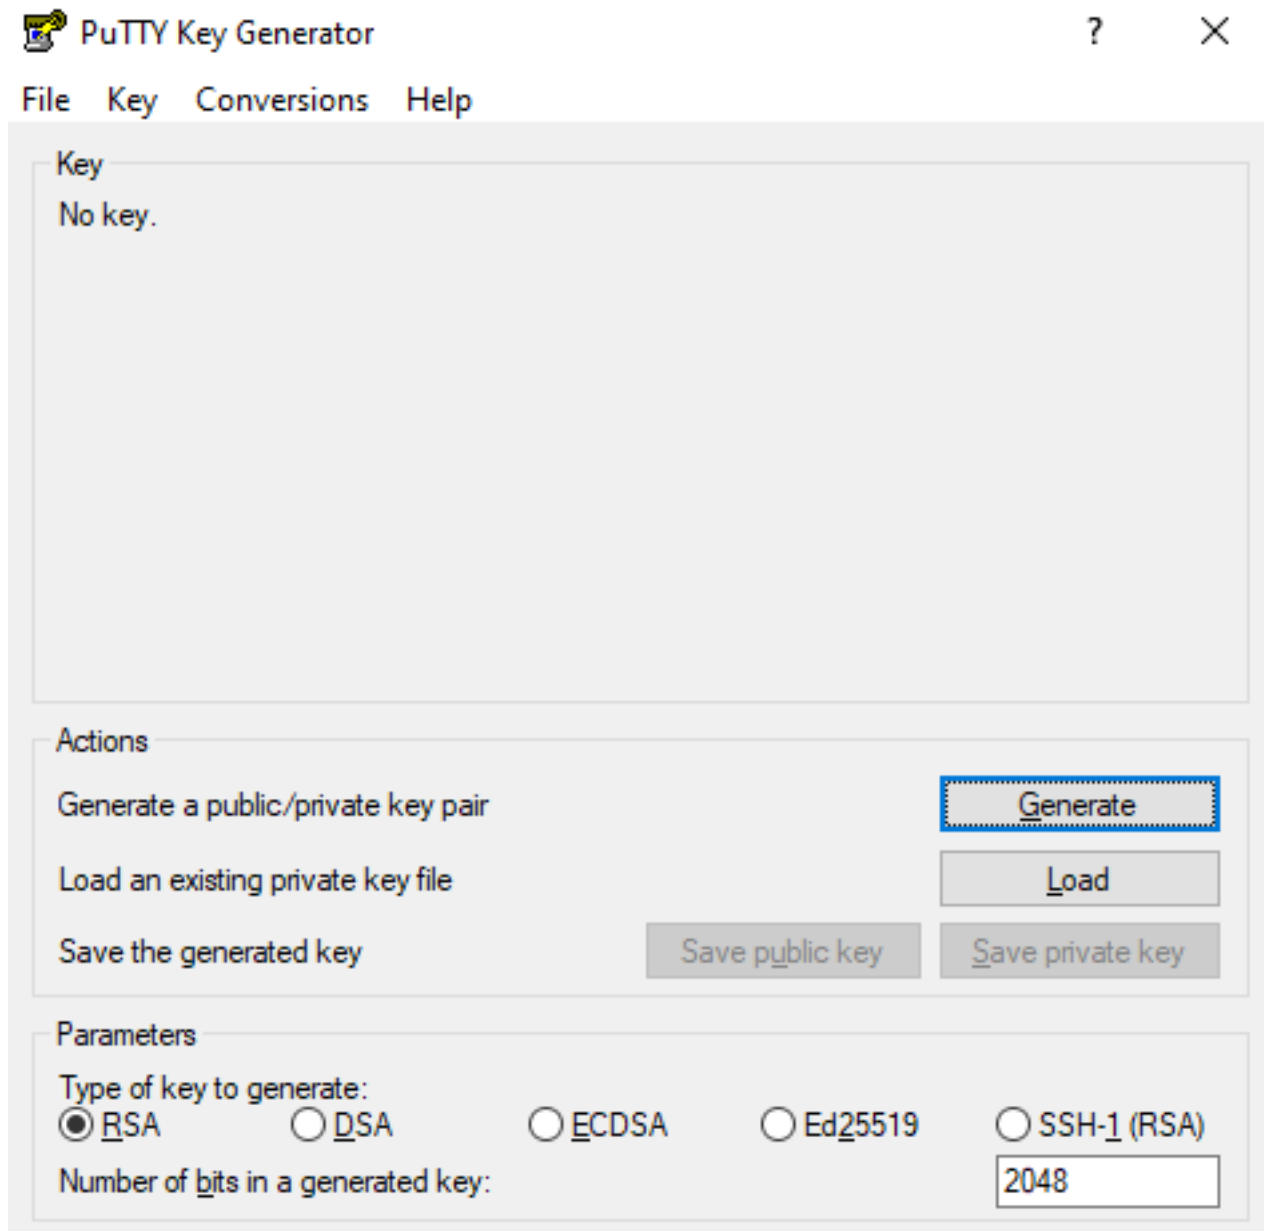 PuTTY Key Generator ?
File Key Conversions Help
Key
No key.
Actions
Generate a public/private key pair Generate
Load an existing private key file Load
Save the generated key Save public key Save private key
Parameters
Type of key to generate:
RSA DSA ECDSA Ed25519 SSH-1 (RSA)
Number of bits in a generated key: 2048